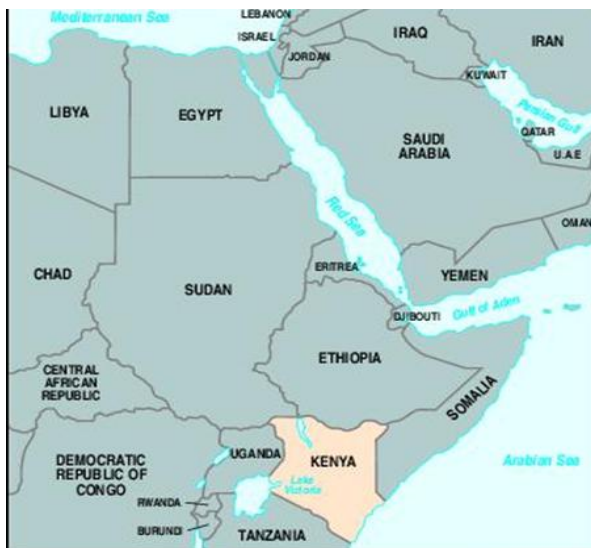 Mediterranean Sea
LEBANON
ISRAEL
IRAQ
IRAN
JORDAN
KUWAIT
LIBYA
EGYPT
Persian Gulf
QATAR
SAUDI
ARABIA
U.A.E
Red Sea
OMAN
CHAD
SUDAN
ERITREA
YEMEN
DJIBOUTI
Gulf of Aden
ETHIOPIA
CENTRAL
AFRICAN
REPUBLIC
SOMALIA
UGANDA
KENYA
Arabian Sea
DEMOCRATIC
REPUBLIC OF
CONGO
Lake
Victoria
RWANDA
BURUNDI
TANZANIA